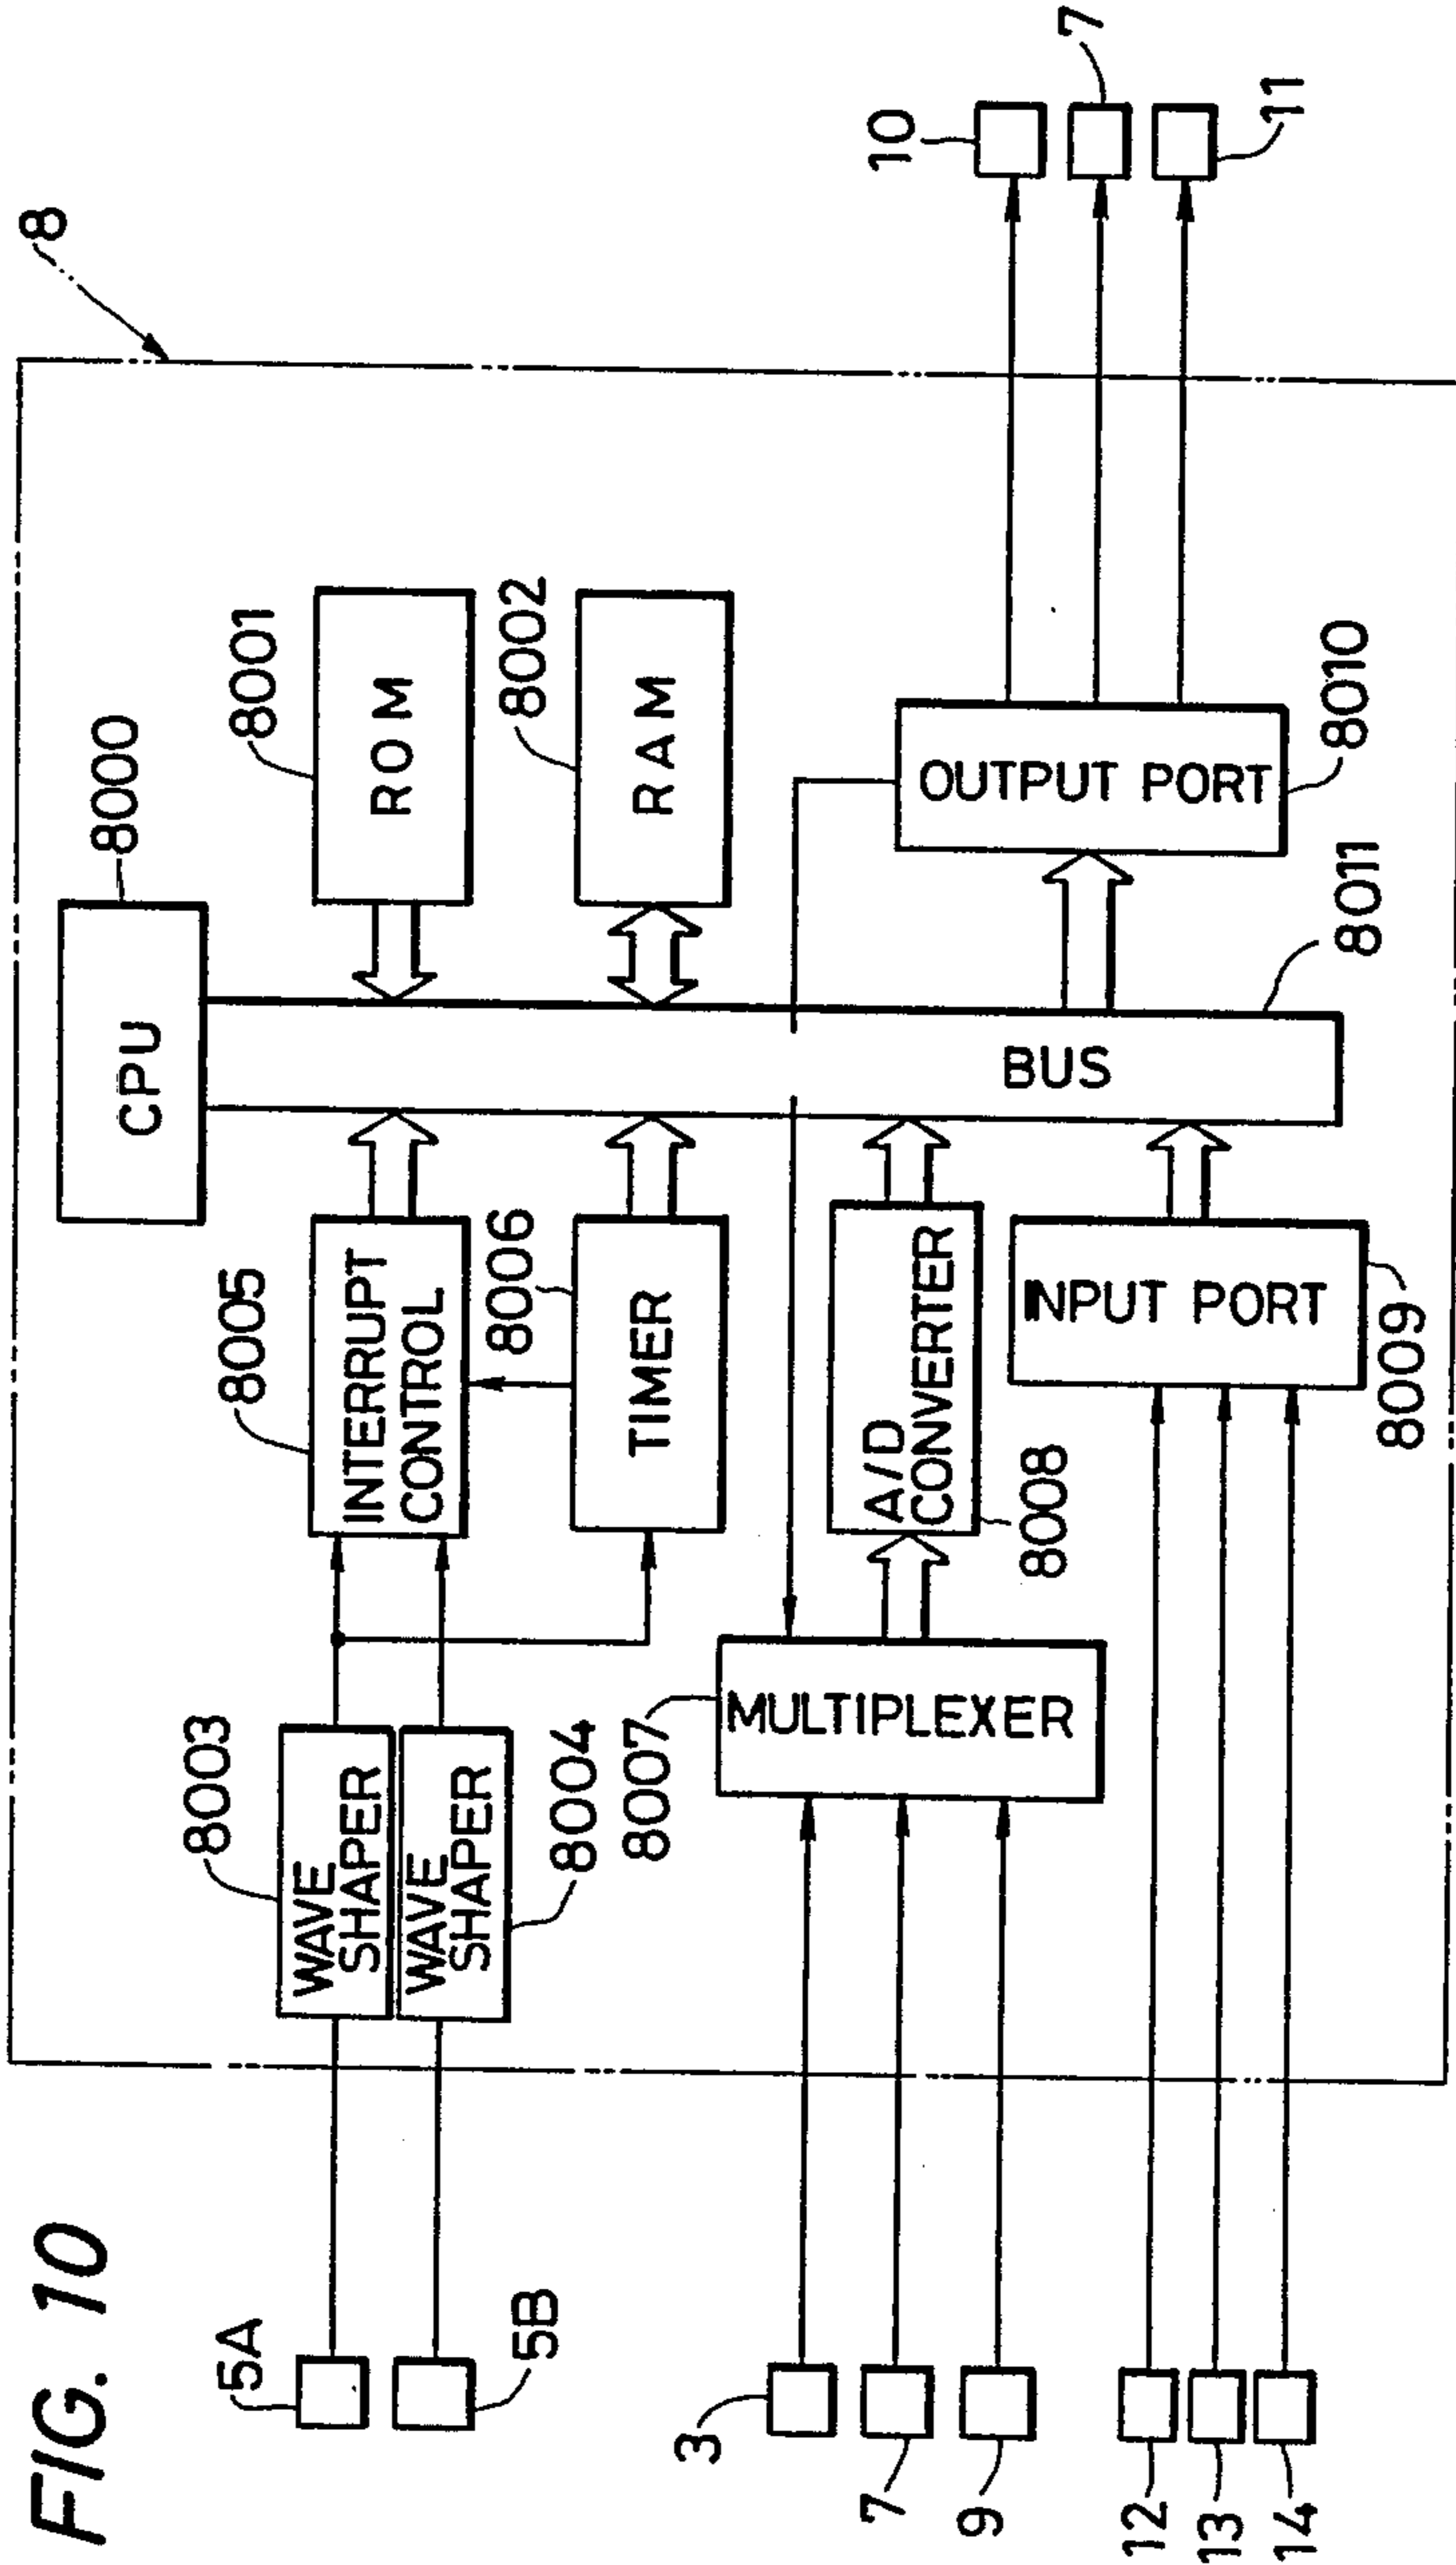 FIG. 10
8
5A
5B
8003
WAVE
SHAPER
WAVE
SHAPER
8004
8005
INTERRUPT
CONTROL
8006
TIMER
CPU
8000
8001
ROM
8002
RAM
3
7
9
8007
MULTIPLEXER
A/D
CONVERTER
8008
BUS
8011
OUTPUT PORT
8010
10
7
11
12
13
14
INPUT PORT
8009